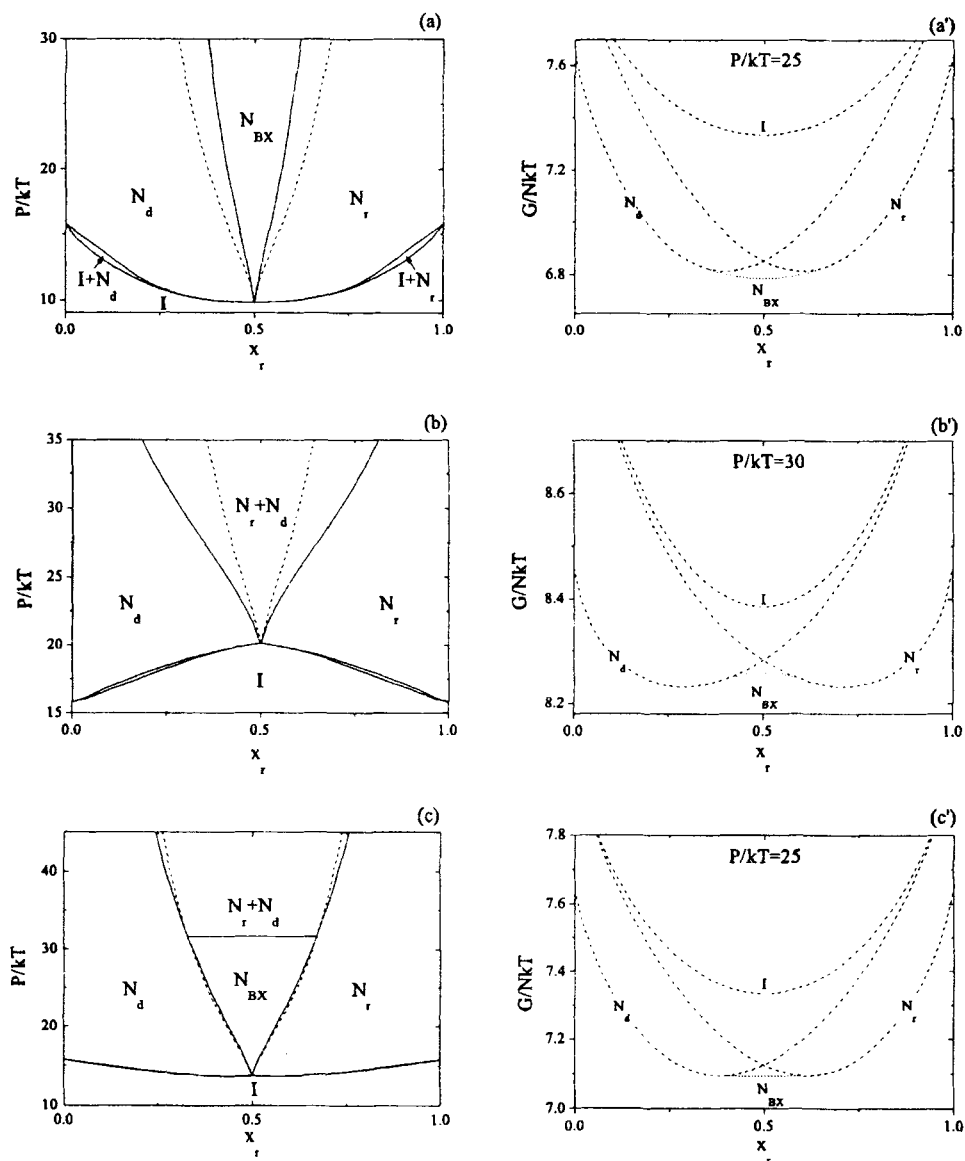 (a)
30
20
10
P/kT
N_BX
N_d
N_r
I+N_d
I+N_r
I
0.0 0.5 1.0
x_r
(a')
P/kT=25
7.6
7.2
6.8
G/NkT
I
N_d
N_r
N_BX
0.0 0.5 1.0
x_r
(b)
35
30
25
20
15
P/kT
N_r+N_d
N_d
N_r
I
0.0 0.5 1.0
x_r
(b')
P/kT=30
8.6
8.4
8.2
G/NkT
I
N_d
N_r
N_BX
0.0 0.5 1.0
x_r
(c)
40
30
20
10
P/kT
N_r+N_d
N_BX
N_d
N_r
I
0.0 0.5 1.0
x_r
(c')
P/kT=25
7.8
7.6
7.4
7.2
7.0
G/NkT
I
N_d
N_r
N_BX
0.0 0.5 1.0
x_r